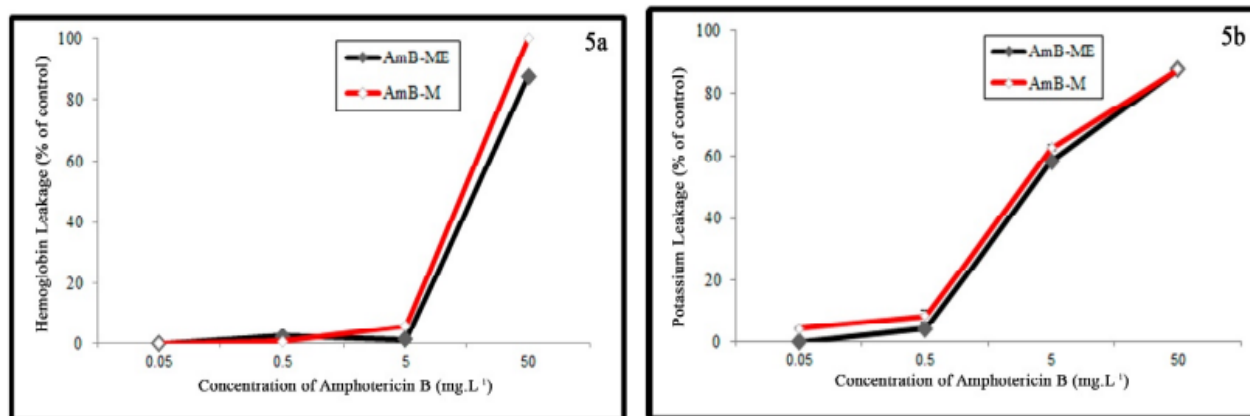 5a
AmB-ME
AmB-M
Hemoglobin Leakage (% of control)
100
80
60
40
20
0
0.05 0.5 5 50
Concentration of Amphotericin B (mg.L⁻¹)
5b
AmB-ME
AmB-M
Potassium Leakage (% of control)
100
80
60
40
20
0
0.05 0.5 5 50
Concentration of Amphotericin B (mg.L⁻¹)